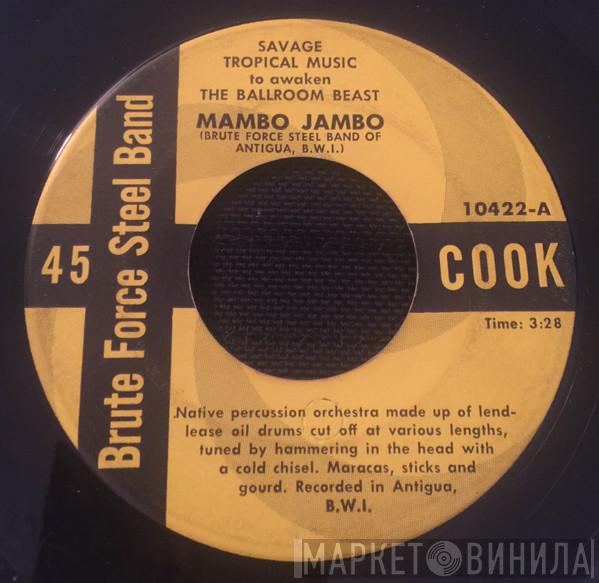 SAVAGE
TROPICAL MUSIC
to awaken
THE BALLROOM BEAST
MAMBO JAMBO
(BRUTE FORCE STEEL BAND OF
ANTIGUA, B.W.I.)
10422-A
45
Brute Force Steel Band
COOK
Time: 3:28
Native percussion orchestra made up of lend-
lease oil drums cut off at various lengths,
tuned by hammering in the head with
a cold chisel. Maracas, sticks and
gourd. Recorded in Antigua,
B.W.I.
МАРКЕТ ВИНИЛА